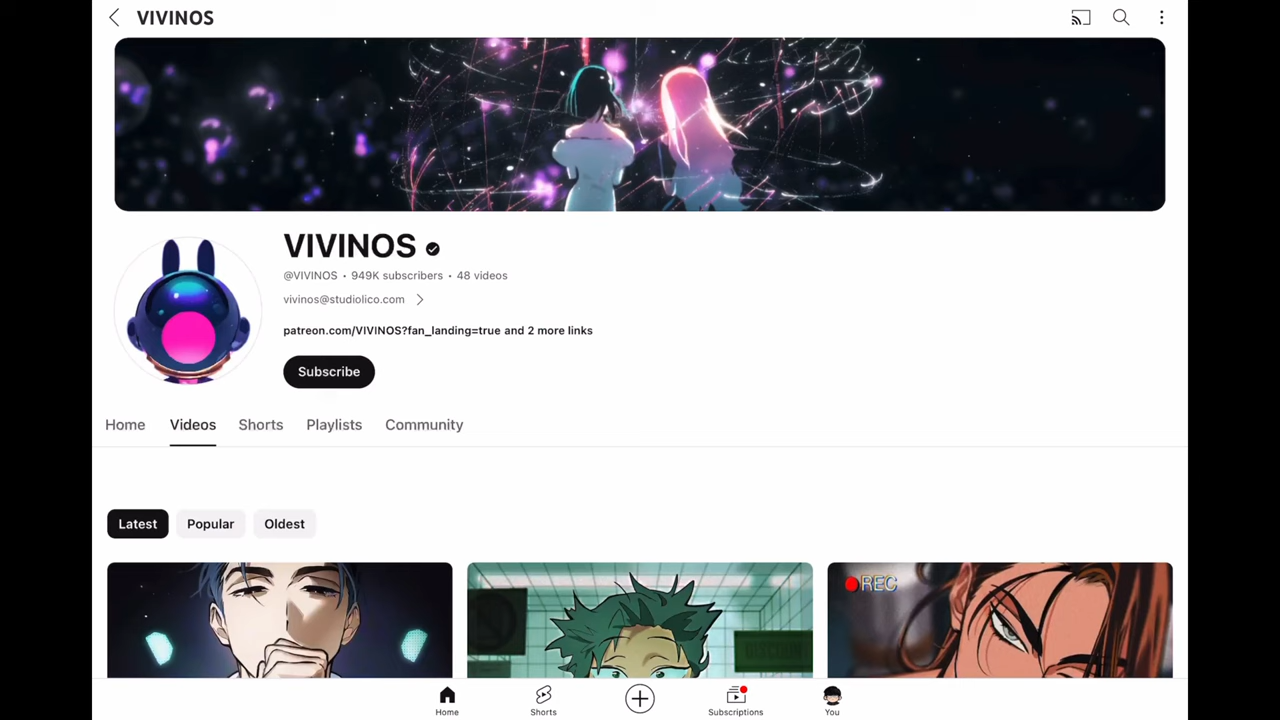 VIVINOS
VIVINOS
@VIVINOS • 949K subscribers • 48 videos
vivinos@studiolico.com
patreon.com/VIVINOS?fan_landing=true and 2 more links
Subscribe
Home Videos Shorts Playlists Community
Latest Popular Oldest
REC
Home Shorts Subscriptions You